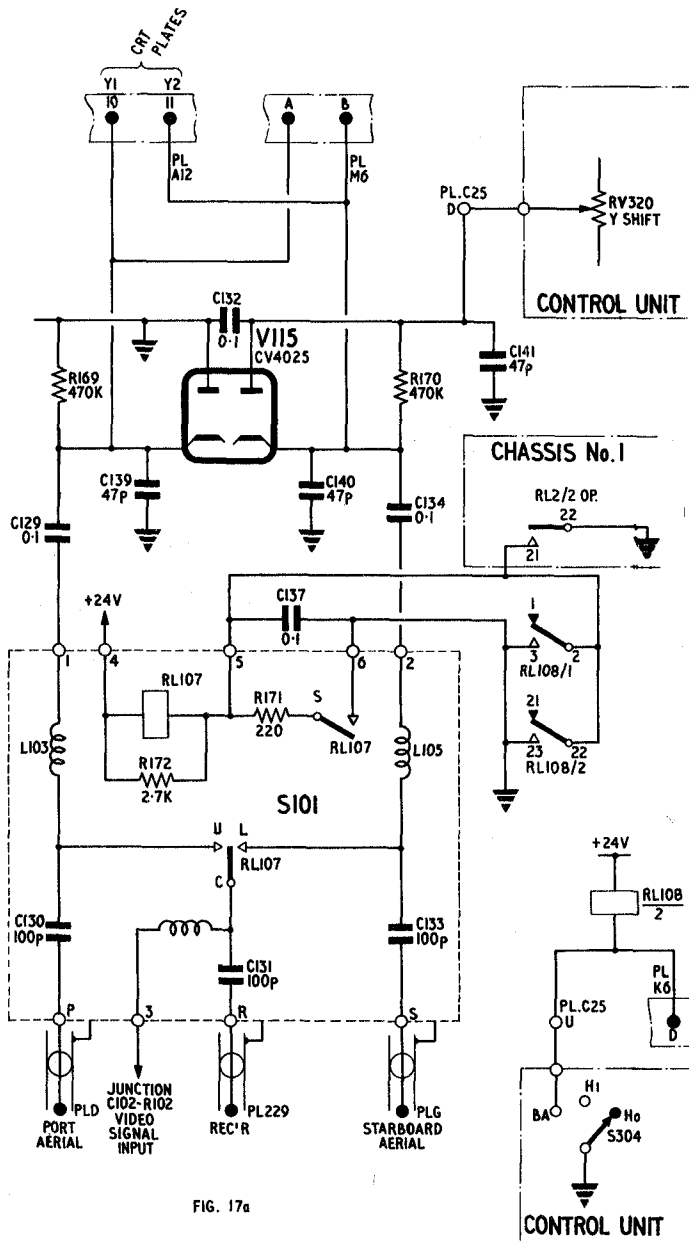 CRT PLATES
Y1 Y2
10 11
A B
PL A12
PL M6
PL.C25
D
RV320
Y SHIFT
CONTROL UNIT
C132
0·1
V115
CV4025
R169
470K
R170
470K
C141
47p
C139
47p
C140
47p
C134
0·1
C129
0·1
CHASSIS No.1
RL2/2 OP.
22
21
+24V
C137
0·1
1
3 2
RL108/1
21
23 22
RL108/2
1 4 5 6 2
RL107
R171
220
S
RL107
L103
L105
R172
2.7K
S101
U L
RL107
C
C130
100p
C133
100p
C131
100p
P 3 R S
PLD
PORT
AERIAL
JUNCTION
C102-R102
VIDEO
SIGNAL
INPUT
PL229
REC'R
PLG
STARBOARD
AERIAL
+24V
RL108
2
PL
K6
D
PL.C25
U
BA
H1
Ho
S304
CONTROL UNIT
FIG. 17a